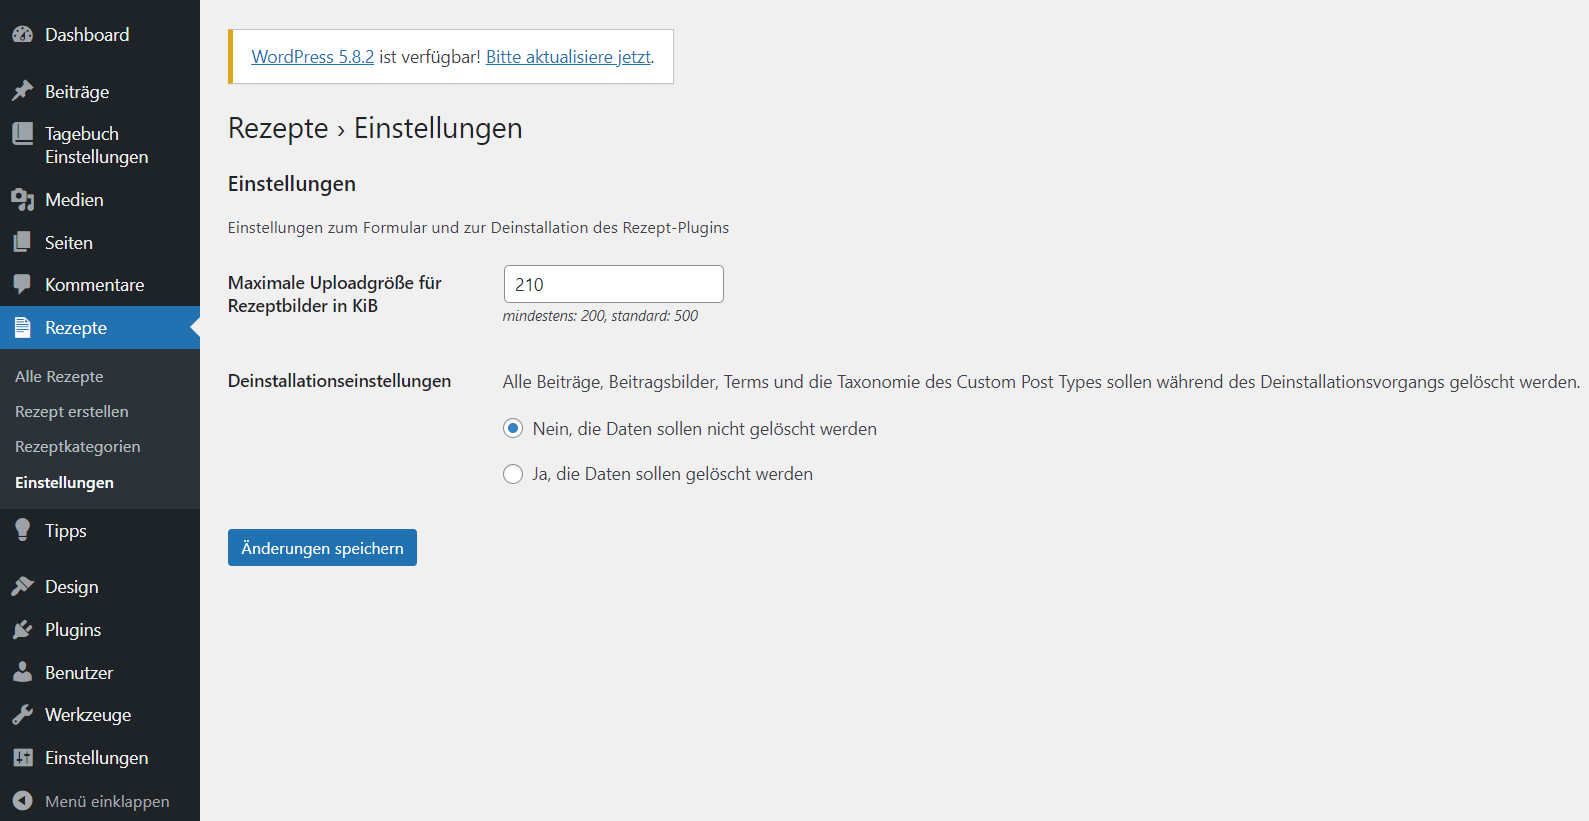 Dashboard
Beiträge
Tagebuch
Einstellungen
Medien
Seiten
Kommentare
Rezepte
Alle Rezepte
Rezept erstellen
Rezeptkategorien
Einstellungen
Tipps
Design
Plugins
Benutzer
Werkzeuge
Einstellungen
Menü einklappen
WordPress 5.8.2 ist verfügbar! Bitte aktualisiere jetzt.
Rezepte › Einstellungen
Einstellungen
Einstellungen zum Formular und zur Deinstallation des Rezept-Plugins
Maximale Uploadgröße für
Rezeptbilder in KiB
210
mindestens: 200, standard: 500
Deinstallationseinstellungen
Alle Beiträge, Beitragsbilder, Terms und die Taxonomie des Custom Post Types sollen während des Deinstallationsvorgangs gelöscht werden.
Nein, die Daten sollen nicht gelöscht werden
Ja, die Daten sollen gelöscht werden
Änderungen speichern